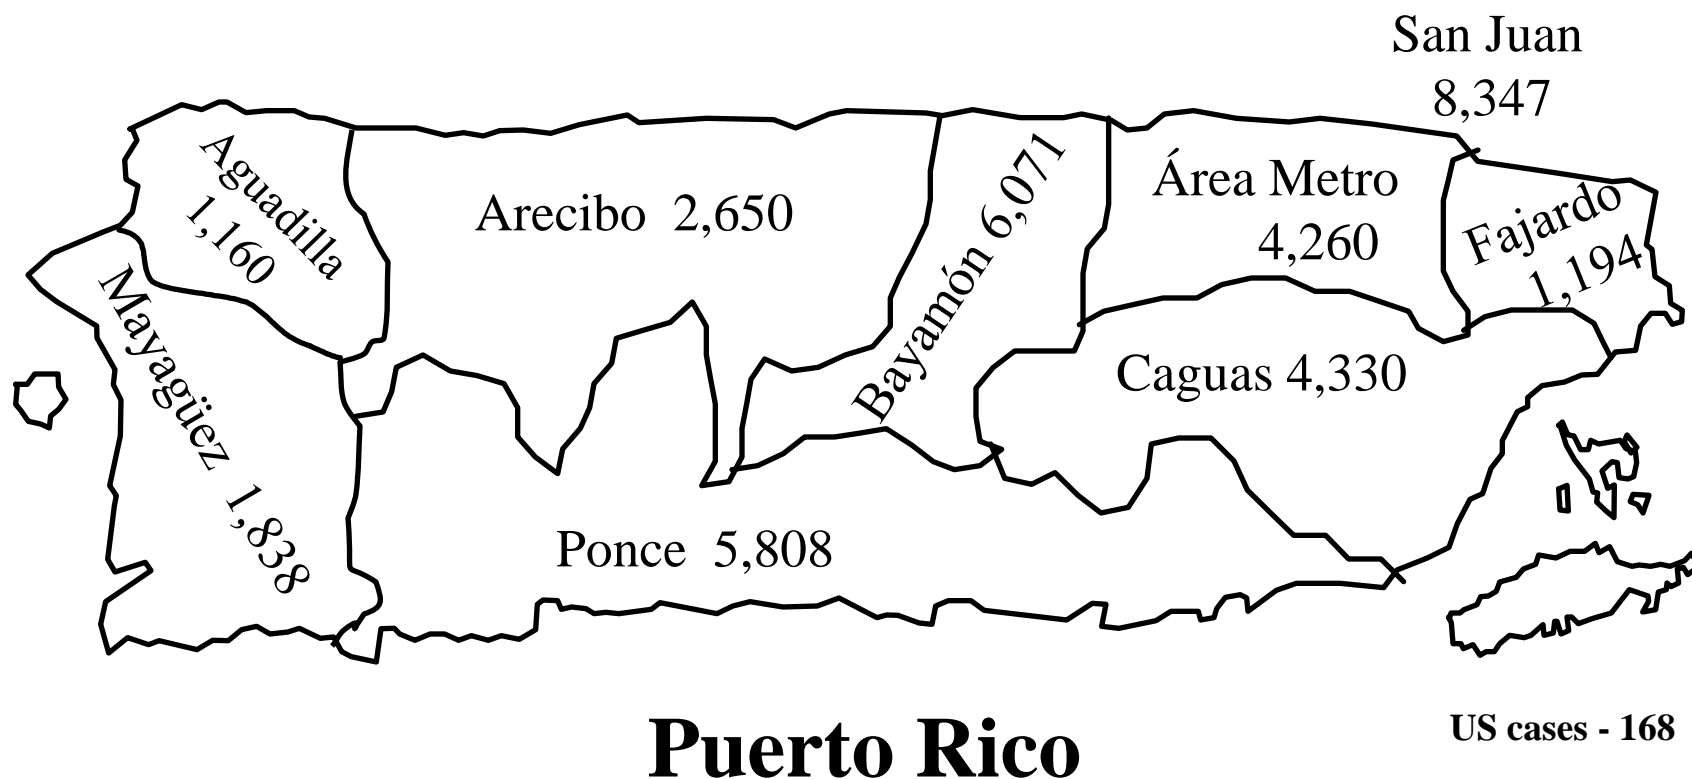 San Juan
8,347
Aguadilla
1,160
Arecibo 2,650
Bayamón 6,071
Área Metro
4,260
Fajardo
1,194
Mayagüez 1,838
Caguas 4,330
Ponce 5,808
Puerto Rico
US cases - 168